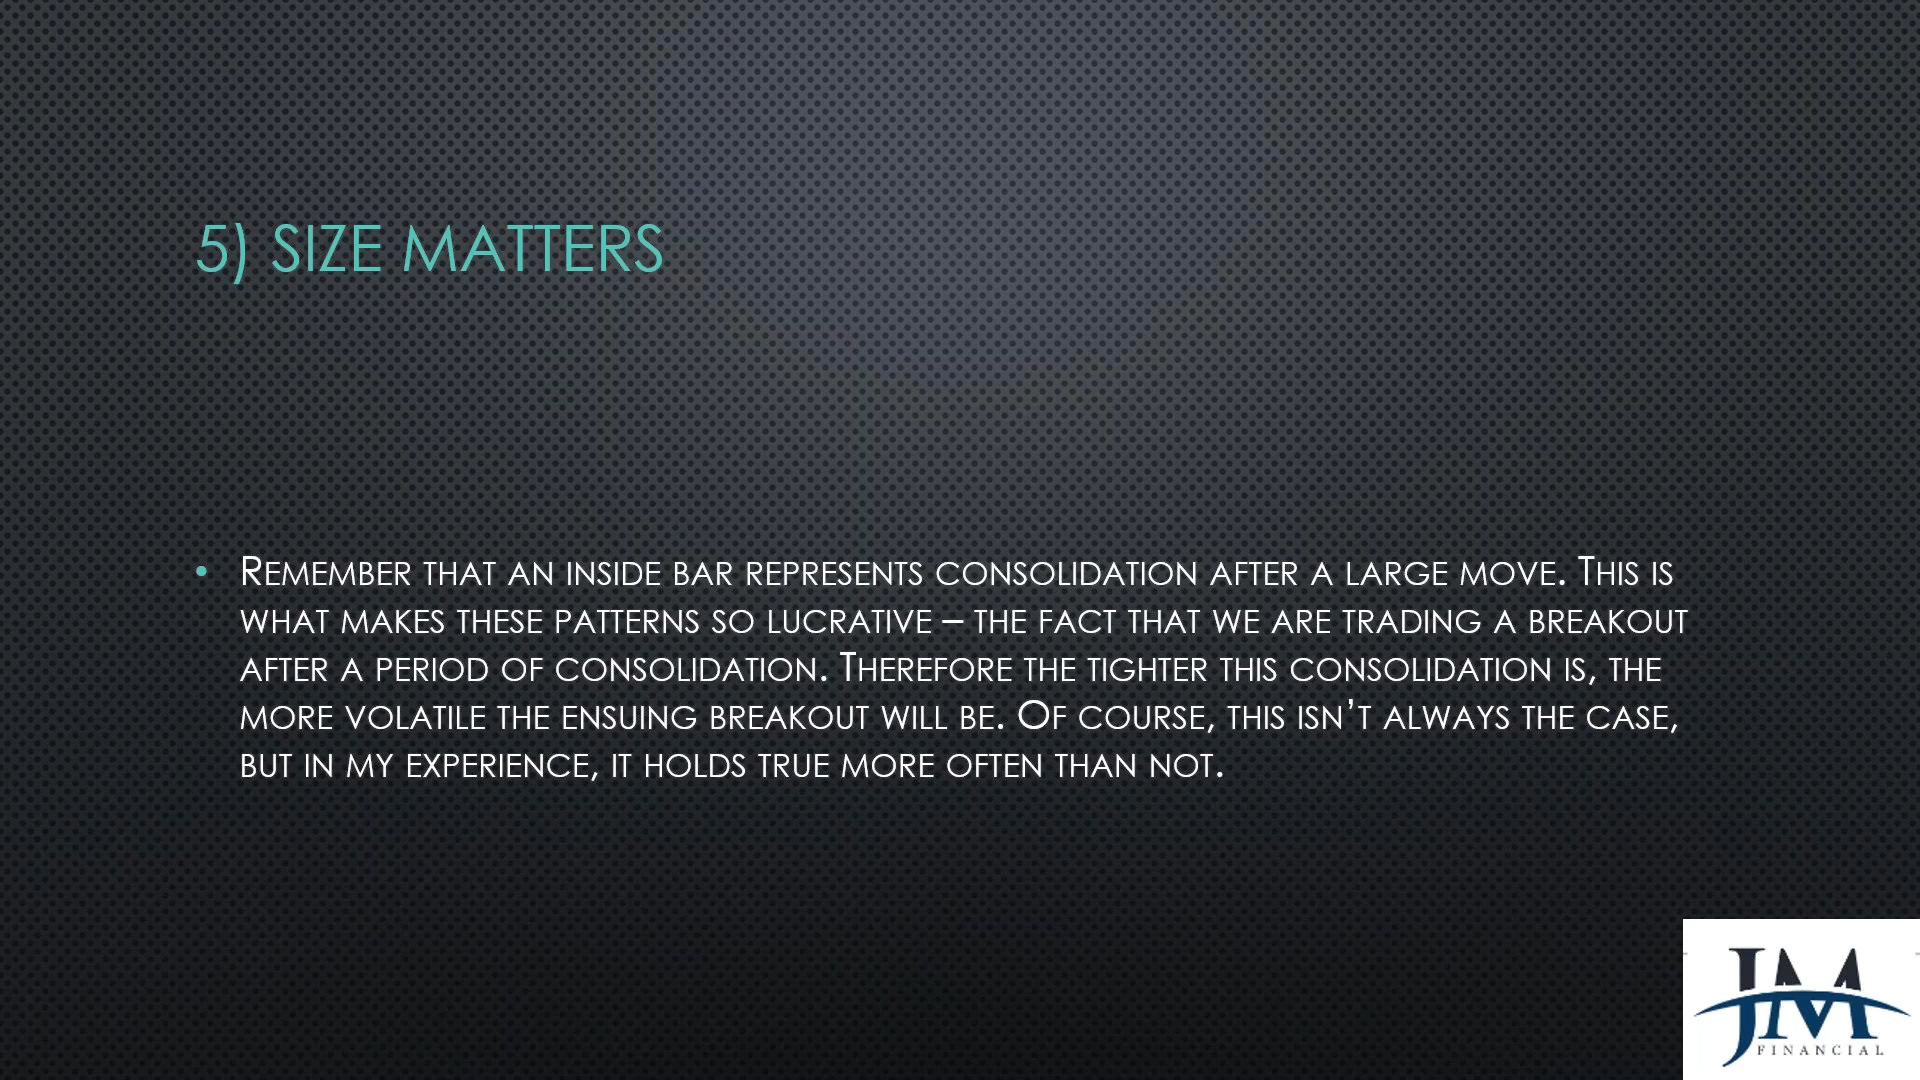 5) SIZE MATTERS
• REMEMBER THAT AN INSIDE BAR REPRESENTS CONSOLIDATION AFTER A LARGE MOVE. THIS IS
WHAT MAKES THESE PATTERNS SO LUCRATIVE – THE FACT THAT WE ARE TRADING A BREAKOUT
AFTER A PERIOD OF CONSOLIDATION. THEREFORE THE TIGHTER THIS CONSOLIDATION IS, THE
MORE VOLATILE THE ENSUING BREAKOUT WILL BE. OF COURSE, THIS ISN’T ALWAYS THE CASE,
BUT IN MY EXPERIENCE, IT HOLDS TRUE MORE OFTEN THAN NOT.
JM
FINANCIAL